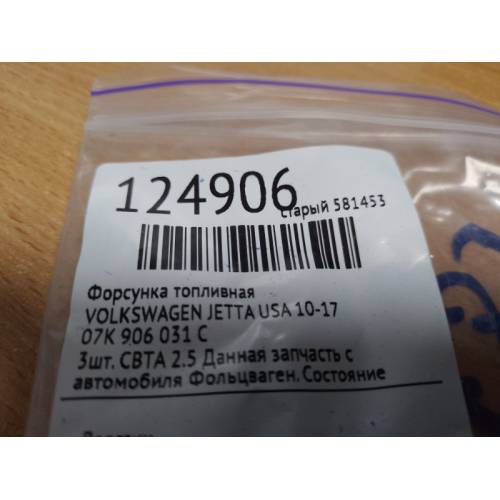 124906
старый 581453
Форсунка топливная
VOLKSWAGEN JETTA USA 10-17
07K 906 031 C
3шт. CBTA 2.5 Данная запчасть с
автомобиля Фольцваген. Состояние